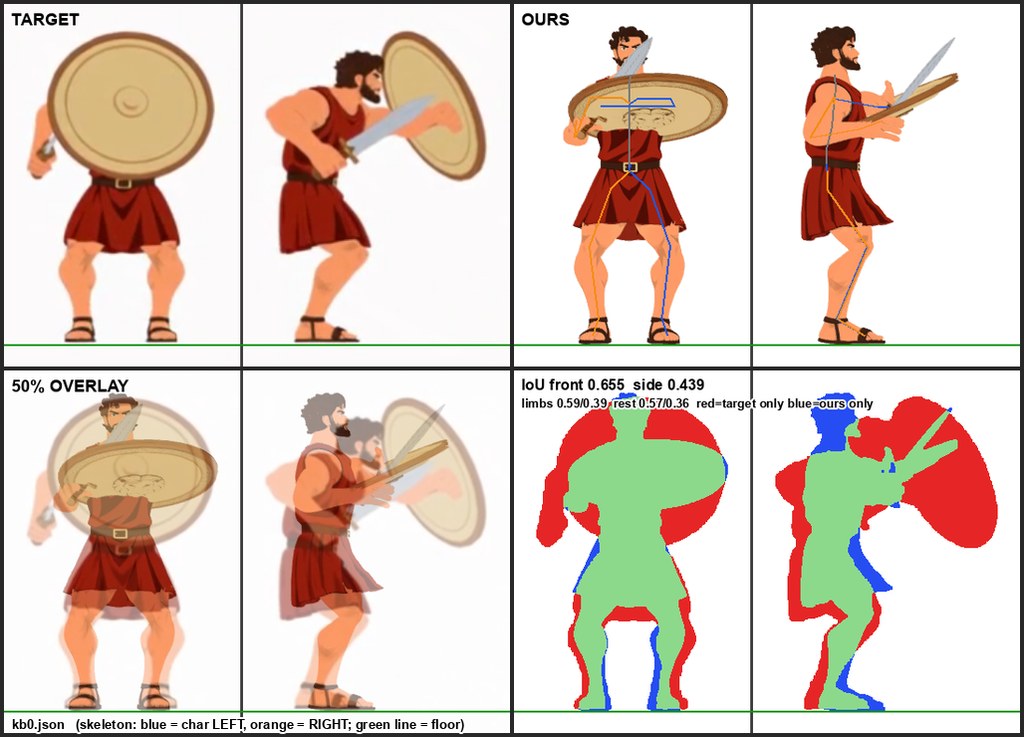 TARGET
OURS
50% OVERLAY
IoU front 0.655 side 0.439
limbs 0.59/0.39 rest 0.57/0.36 red=target only blue=ours only
kb0.json (skeleton: blue = char LEFT, orange = RIGHT; green line = floor)